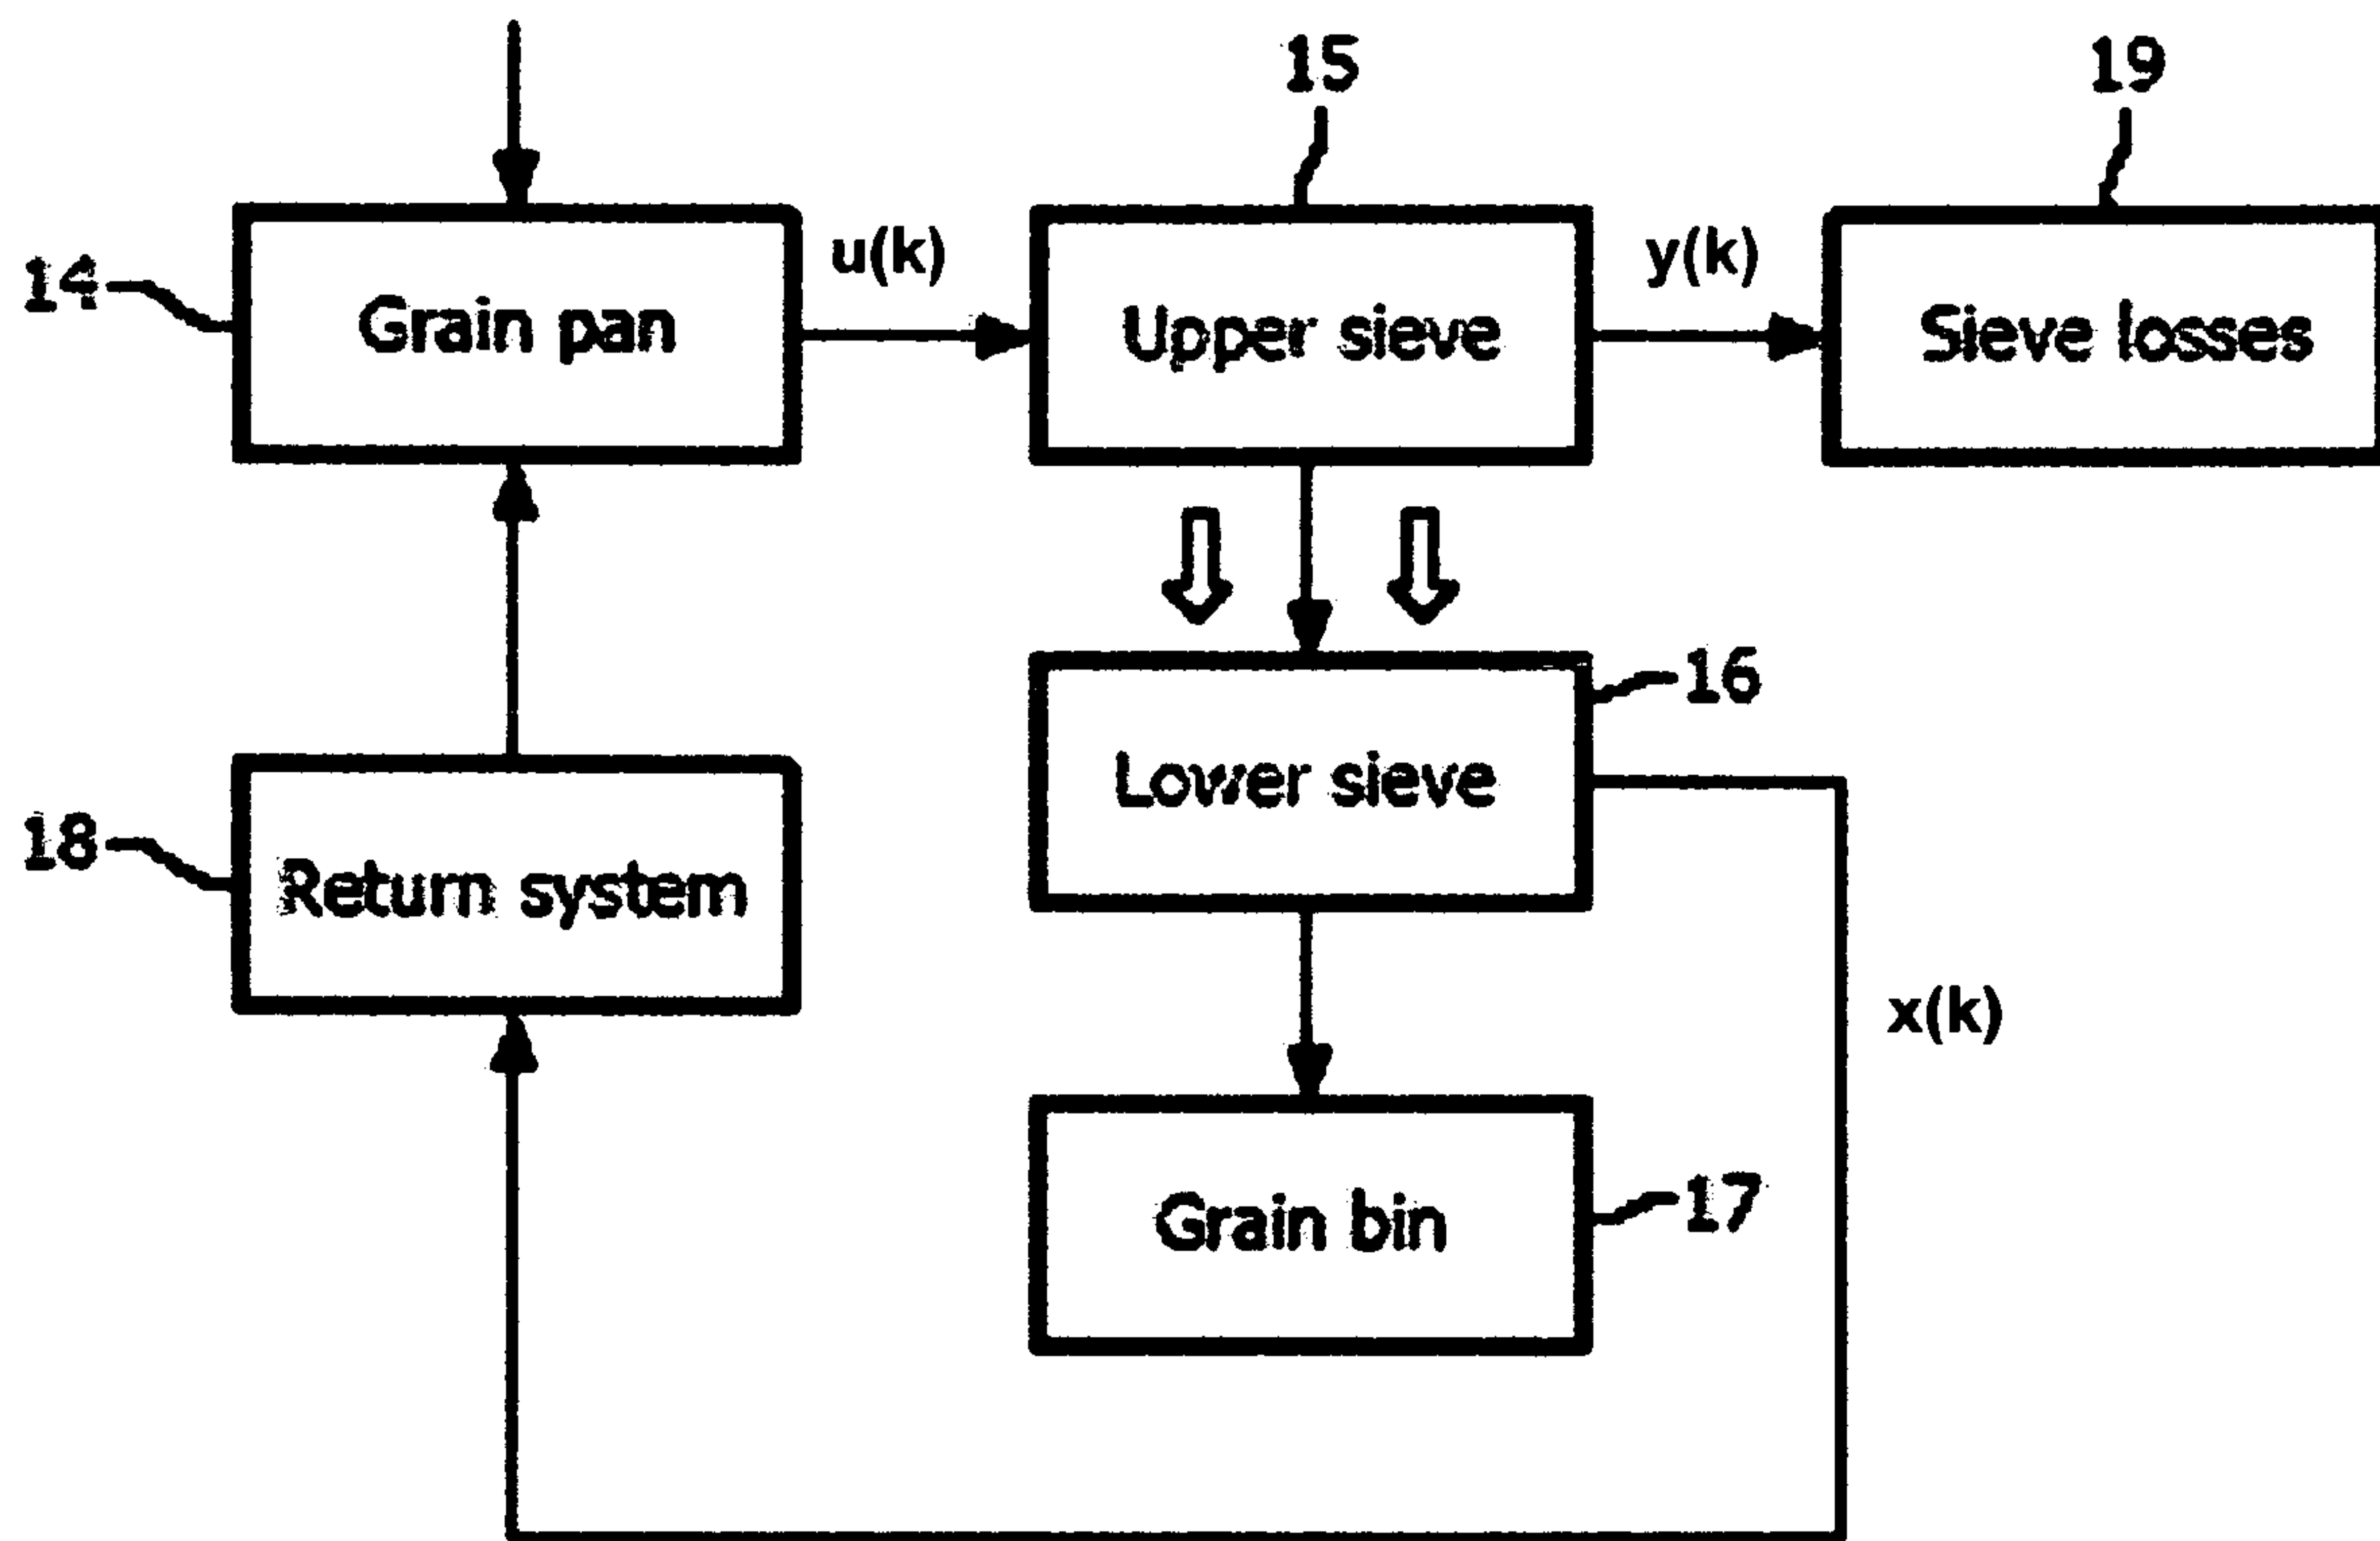 15
19
14
Grain pan
u(k)
Upper sieve
y(k)
Sieve losses
16
Lower sieve
18
Return system
x(k)
Grain bin
17